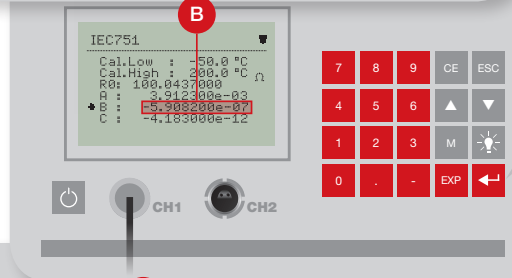 B
IEC751
Cal.Low : -50.0 °C
Cal.High : 200.0 °C Ω
R0: 100.0437000
A : 3.912300e-03
B : -5.908200e-07
C : -4.183000e-12
7 8 9 CE ESC
4 5 6
1 2 3 M
0 . - EXP
CH1 CH2